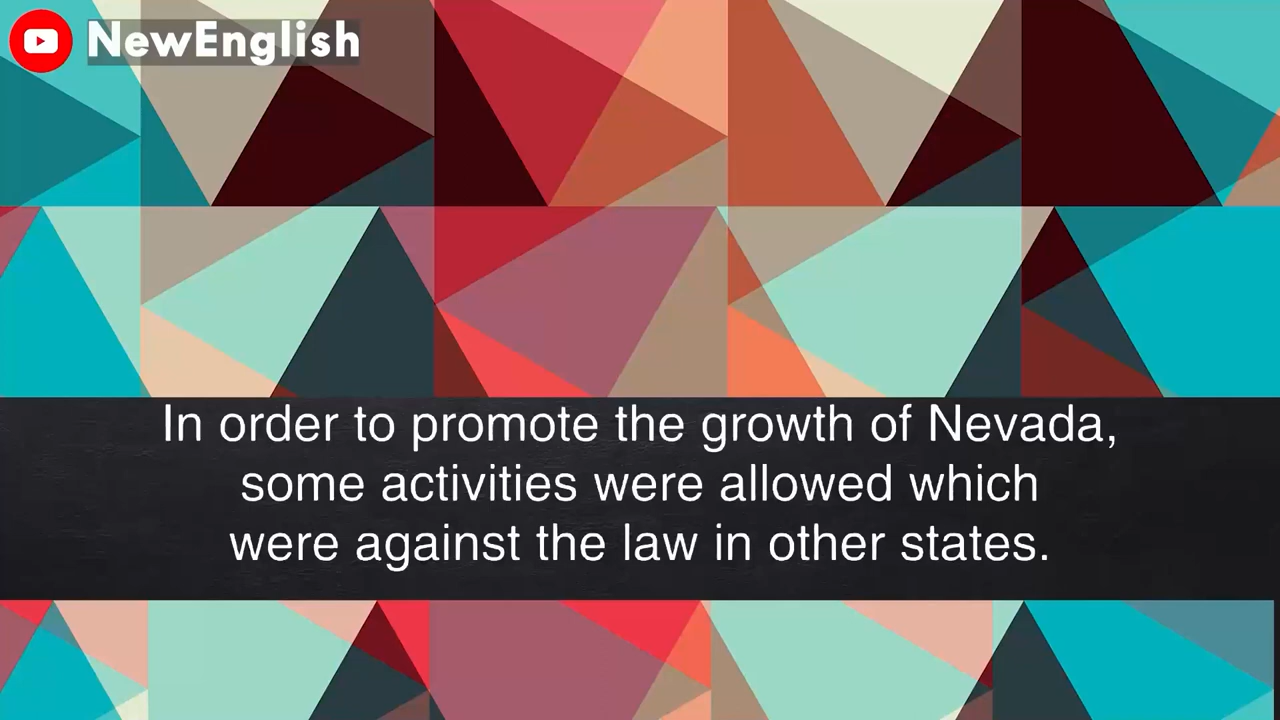 NewEnglish
In order to promote the growth of Nevada,
some activities were allowed which
were against the law in other states.